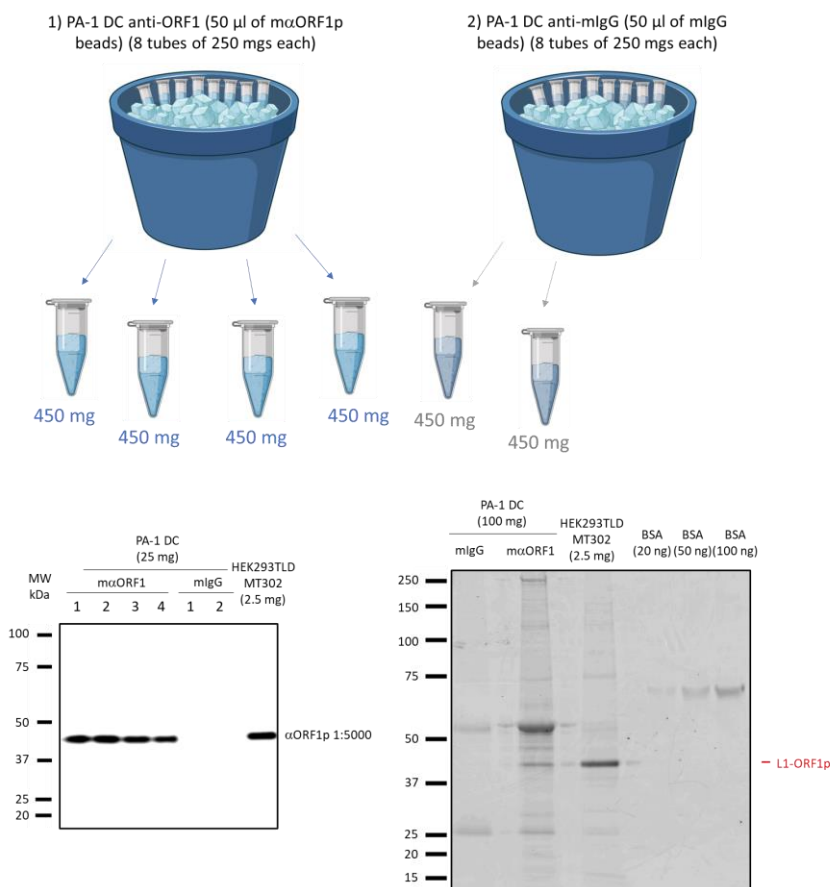 1) PA-1 DC anti-ORF1 (50 µl of mαORF1p
beads) (8 tubes of 250 mgs each)
2) PA-1 DC anti-mIgG (50 µl of mIgG
beads) (8 tubes of 250 mgs each)
450 mg
450 mg
450 mg
450 mg
450 mg
450 mg
PA-1 DC
(25 mg)
mαORF1
mIgG
HEK293TLD
MT302
(2.5 mg)
MW
kDa
1 2 3 4 1 2
100
75
50
37
25
20
αORF1p 1:5000
PA-1 DC
(100 mg)
mIgG
mαORF1
HEK293TLD
MT302
(2.5 mg)
BSA
(20 ng)
BSA
(50 ng)
BSA
(100 ng)
250
150
100
75
50
37
25
20
15
L1-ORF1p